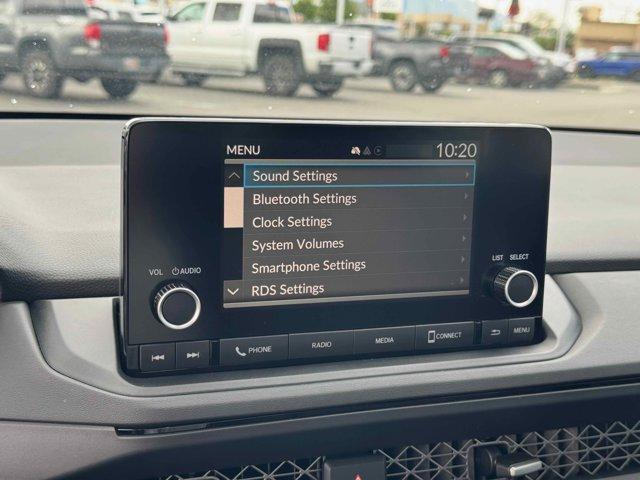 MENU 10:20
Sound Settings
Bluetooth Settings
Clock Settings
System Volumes
Smartphone Settings
RDS Settings
VOL AUDIO
LIST SELECT
PHONE RADIO MEDIA CONNECT MENU